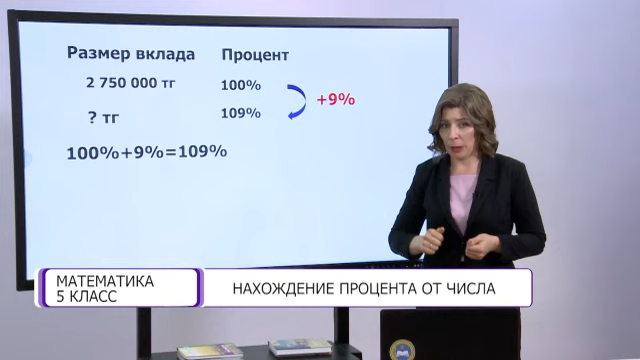 Размер вклада Процент
2 750 000 тг 100%
+9%
? тг 109%
100%+9%=109%
МАТЕМАТИКА
5 КЛАСС
НАХОЖДЕНИЕ ПРОЦЕНТА ОТ ЧИСЛА